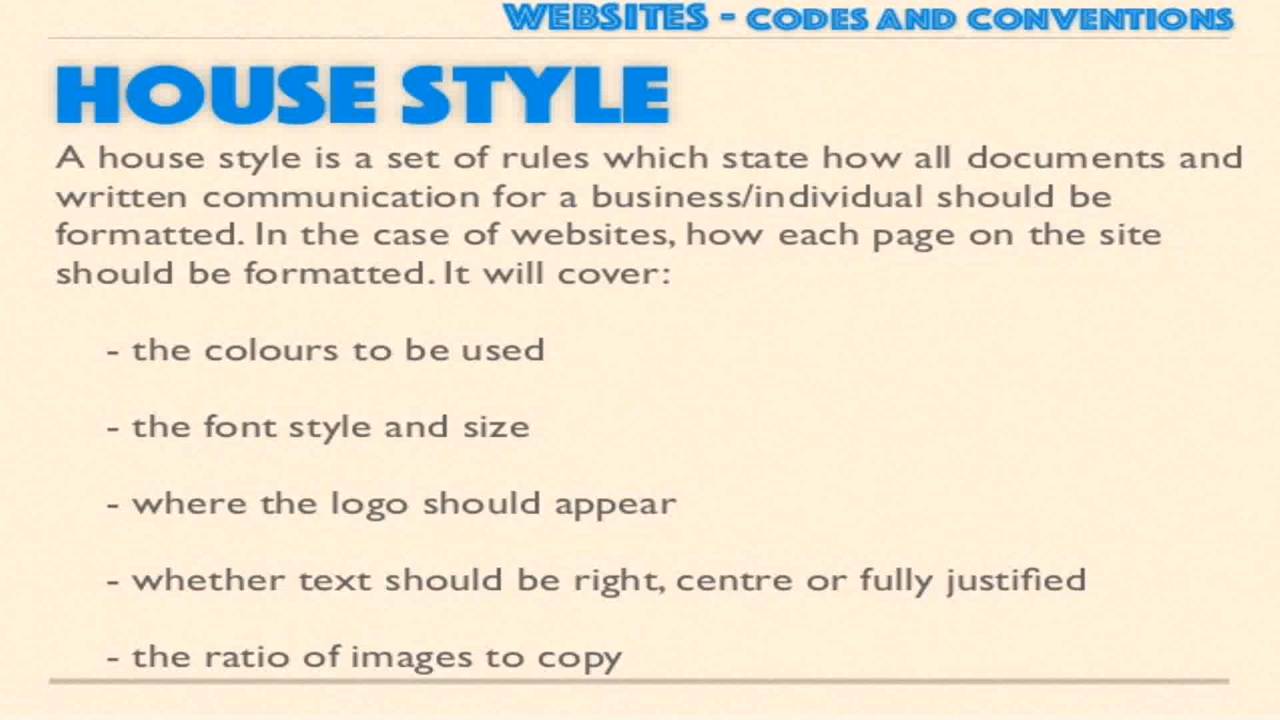 WEBSITES - CODES AND CONVENTIONS
HOUSE STYLE
A house style is a set of rules which state how all documents and
written communication for a business/individual should be
formatted. In the case of websites, how each page on the site
should be formatted. It will cover:
- the colours to be used
- the font style and size
- where the logo should appear
- whether text should be right, centre or fully justified
- the ratio of images to copy